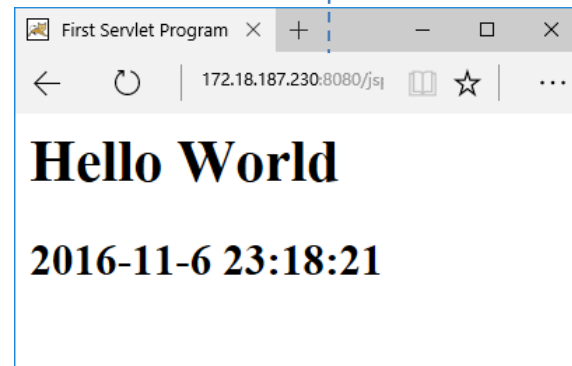 First Servlet Program
172.18.187.230:8080/jsp
Hello World
2016-11-6 23:18:21